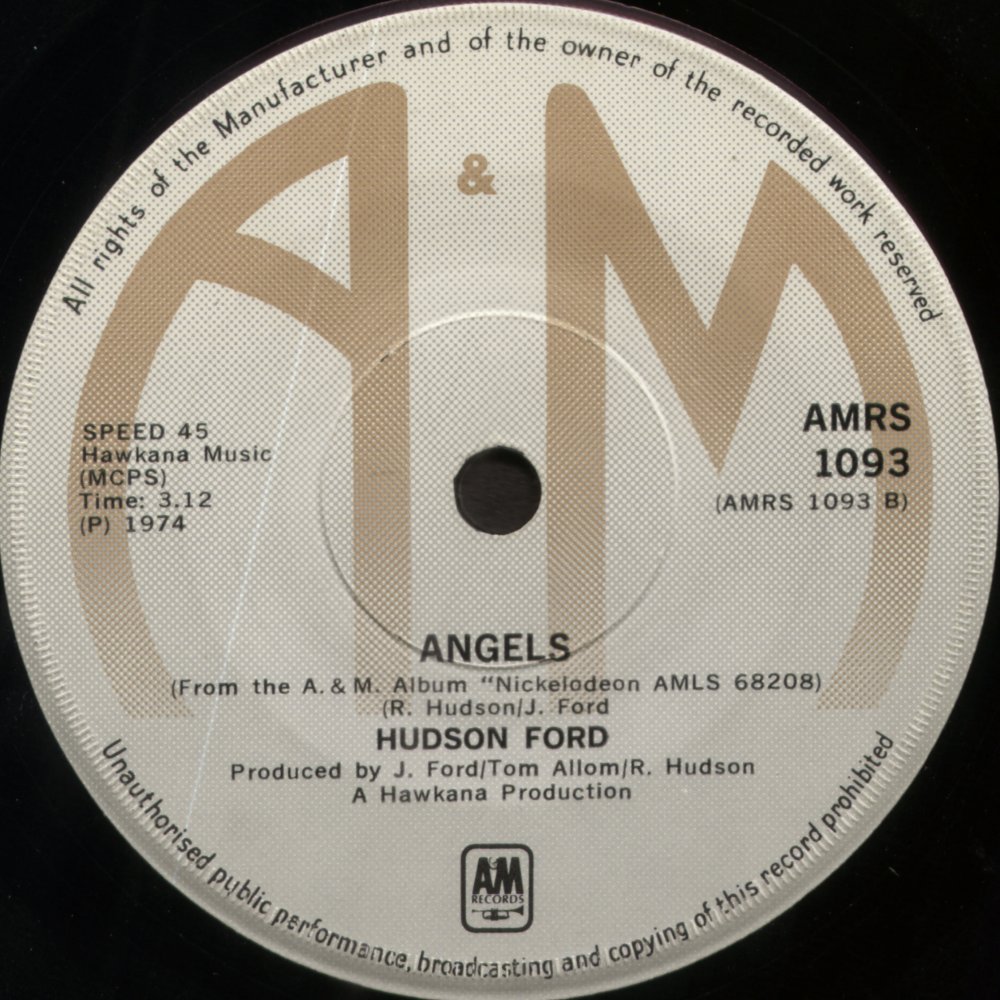 All rights of the Manufacturer and of the owner of the recorded work reserved
A & M
SPEED 45
Hawkana Music
(MCPS)
Time: 3.12
(P) 1974
AMRS
1093
(AMRS 1093 B)
ANGELS
(From the A. & M. Album “Nickelodeon AMLS 68208)
(R. Hudson/J. Ford
HUDSON FORD
Produced by J. Ford/Tom Allom/R. Hudson
A Hawkana Production
A&M
RECORDS
Unauthorised public performance, broadcasting and copying of this record prohibited